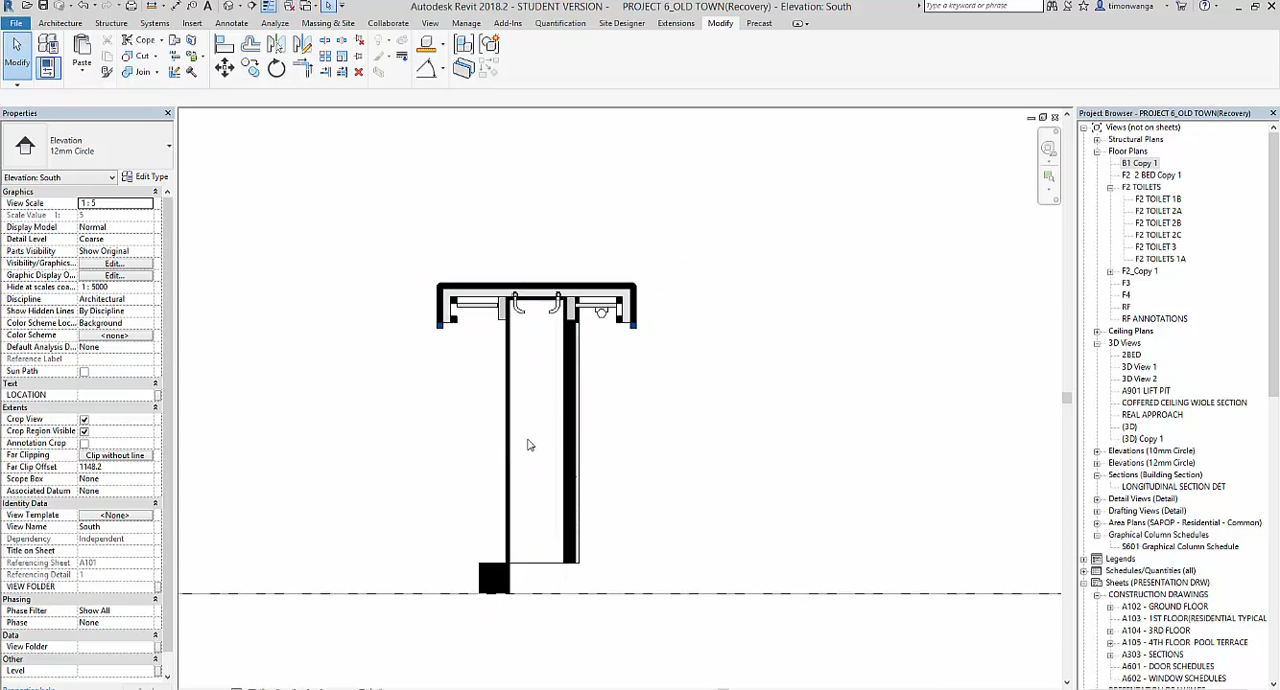 Autodesk Revit 2018.2 - STUDENT VERSION - PROJECT 6_OLD TOWN(Recovery) - Elevation: South
Type a keyword or phrase
timonwanga
File Architecture Structure Systems Insert Annotate Analyze Massing & Site Collaborate View Manage Add-Ins Quantification Site Designer Extensions Modify Precast
Modify
Paste
Cope
Cut
Join
Properties
Elevation
12mm Circle
Elevation: South Edit Type
Graphics
View Scale 1 : 5
Scale Value 1: 5
Display Model Normal
Detail Level Coarse
Parts Visibility Show Original
Visibility/Graphics... Edit...
Graphic Display O... Edit...
Hide at scales coa... 1 : 5000
Discipline Architectural
Show Hidden Lines By Discipline
Color Scheme Loc... Background
Color Scheme <none>
Default Analysis D... None
Reference Label
Sun Path
Text
LOCATION
Extents
Crop View
Crop Region Visible
Annotation Crop
Far Clipping Clip without line
Far Clip Offset 1148.2
Scope Box None
Associated Datum None
Identity Data
View Template <None>
View Name South
Dependency Independent
Title on Sheet
Referencing Sheet A101
Referencing Detail 1
VIEW FOLDER
Phasing
Phase Filter Show All
Phase None
Data
View Folder
Other
Level
Project Browser - PROJECT 6_OLD TOWN(Recovery)
Views (not on sheets)
Structural Plans
Floor Plans
B1 Copy 1
F2 2 BED Copy 1
F2 TOILETS
F2 TOILET 1B
F2 TOILET 2A
F2 TOILET 2B
F2 TOILET 2C
F2 TOILET 3
F2 TOILETS 1A
F2_Copy 1
F3
F4
RF
RF ANNOTATIONS
Ceiling Plans
3D Views
2BED
3D View 1
3D View 2
A901 LIFT PIT
COFFERED CEILING WJOLE SECTION
REAL APPROACH
(3D)
(3D) Copy 1
Elevations (10mm Circle)
Elevations (12mm Circle)
Sections (Building Section)
LONGITUDINAL SECTION DET
Detail Views (Detail)
Drafting Views (Detail)
Area Plans (SAPOP - Residential - Common)
Graphical Column Schedules
S601 Graphical Column Schedule
Legends
Schedules/Quantities (all)
Sheets (PRESENTATION DRW)
CONSTRUCTION DRAWINGS
A102 - GROUND FLOOR
A103 - 1ST FLOOR(RESIDENTIAL TYPICAL
A104 - 3RD FLOOR
A105 - 4TH FLOOR POOL TERRACE
A303 - SECTIONS
A601 - DOOR SCHEDULES
A602 - WINDOW SCHEDULES